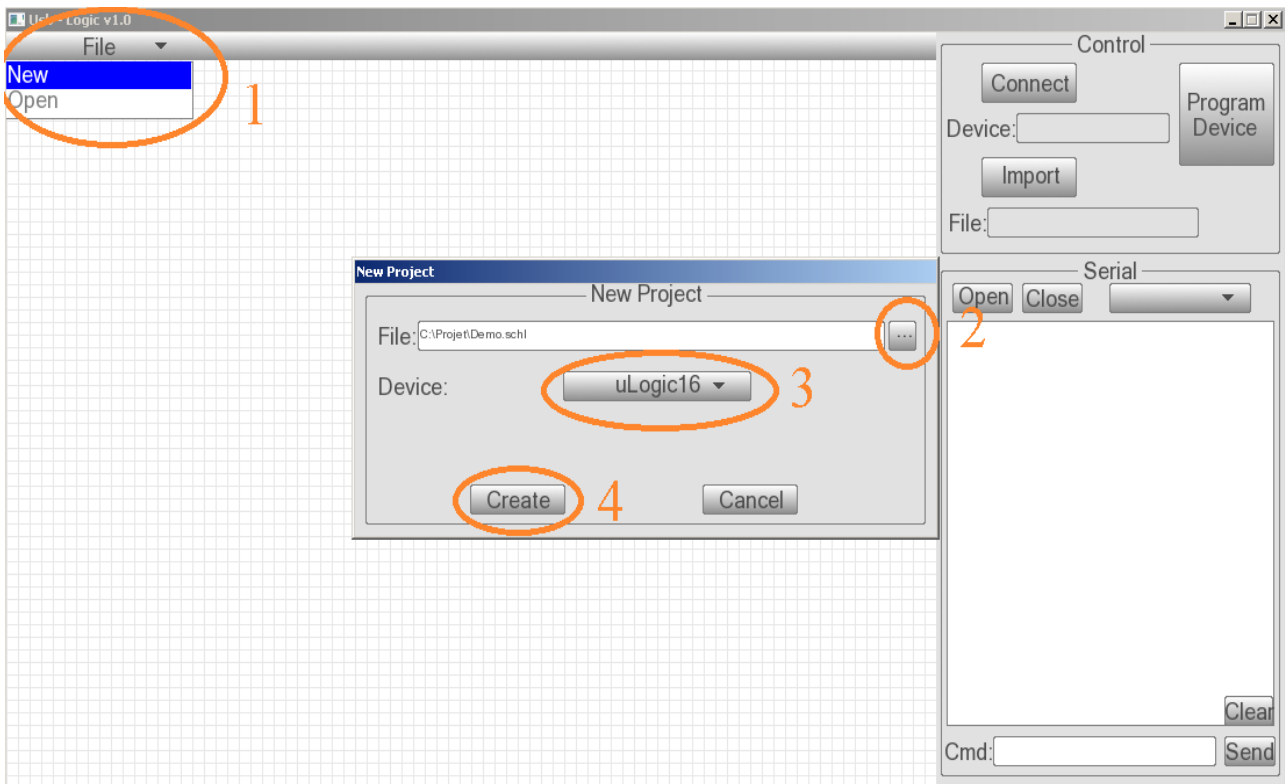 Usb - Logic v1.0
File
New
Open
1
Control
Connect
Program
Device
Device:
Import
File:
New Project
New Project
File: C:\Projet\Demo.schl ...
2
Device: uLogic16
3
Create
4
Cancel
Serial
Open Close
Clear
Cmd: Send